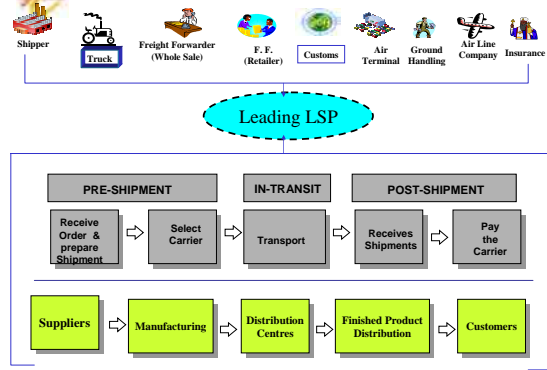 Shipper
Truck
Freight Forwarder
(Whole Sale)
F. F.
(Retailer)
Customs
Air
Terminal
Ground
Handling
Air Line
Company
Insurance
Leading LSP
PRE-SHIPMENT
IN-TRANSIT
POST-SHIPMENT
Receive
Order &
prepare
Shipment
Select
Carrier
Transport
Receives
Shipments
Pay
the
Carrier
Suppliers
Manufacturing
Distribution
Centres
Finished Product
Distribution
Customers